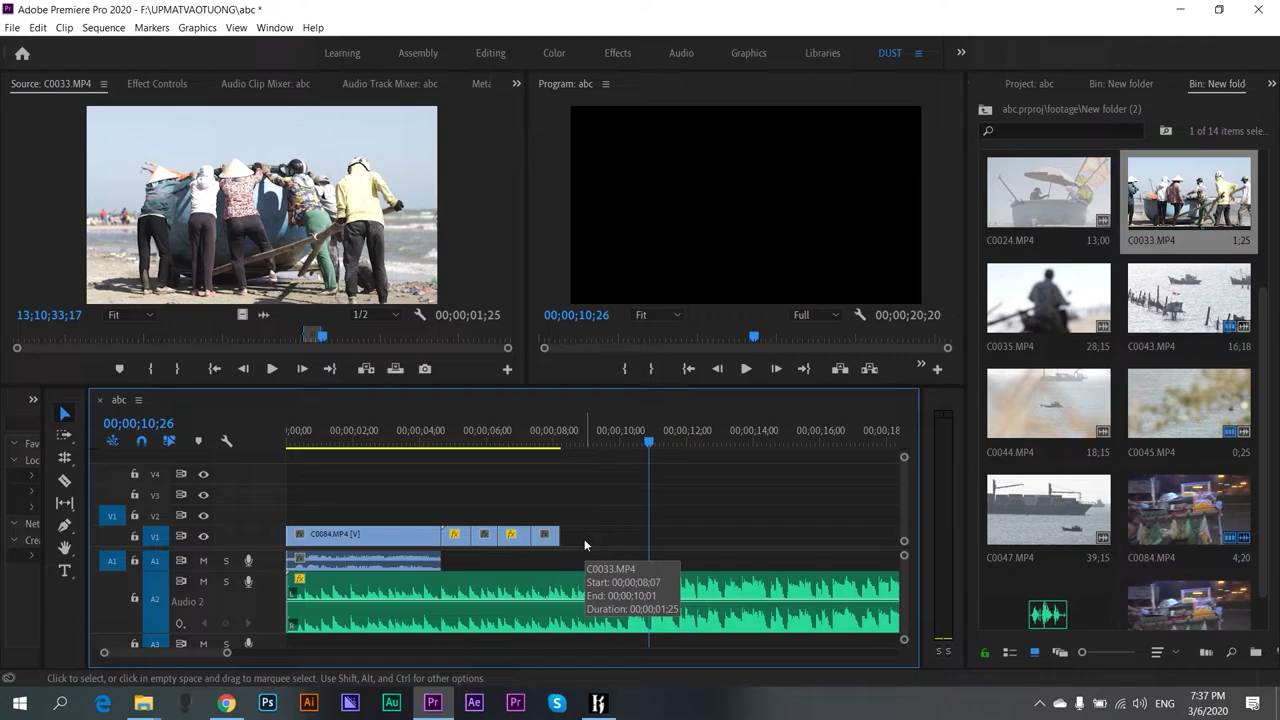 Adobe Premiere Pro 2020 - F:\UPMATVAOTUONG\abc *
File Edit Clip Sequence Markers Graphics View Window Help
Learning Assembly Editing Color Effects Audio Graphics Libraries DUST
Source: C0033.MP4 Effect Controls Audio Clip Mixer: abc Audio Track Mixer: abc Meta
Program: abc
Project: abc Bin: New folder Bin: New fold
abc.prproj\footage\New folder (2)
1 of 14 items sele...
C0024.MP4 13;00
C0033.MP4 1;25
13;10;33;17 Fit 1/2 00;00;01;25
00;00;10;26 Fit Full 00;00;20;20
C0035.MP4 28;15
C0043.MP4 16;18
abc
00;00;10;26
;00;00 00;00;02;00 00;00;04;00 00;00;06;00 00;00;08;00 00;00;10;00 00;00;12;00 00;00;14;00 00;00;16;00 00;00;18
Fav
Loc
Net
Crea
C0044.MP4 18;15
C0045.MP4 0;25
V4
V3
V1 V2
V1 C0084.MP4 [V]
A1 A1 M S
A2 M S
Audio 2
L
R
A3 M S
C0033.MP4
Start: 00;00;08;07
End: 00;00;10;01
Duration: 00;00;01;25
S S
C0047.MP4 39;15
C0084.MP4 4;20
Click to select, or click in empty space and drag to marquee select. Use Shift, Alt, and Ctrl for other options.
Ps Ai Au Pr Ae Pr
ENG
7:37 PM
3/6/2020